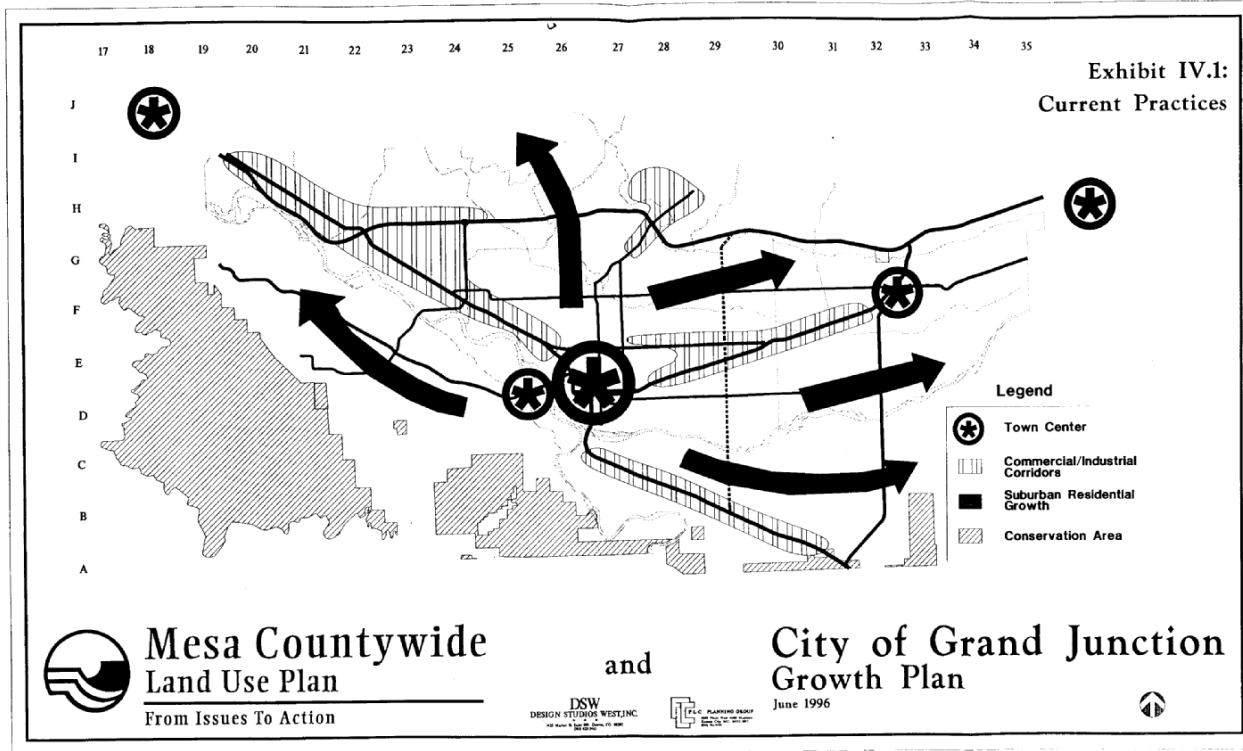 17 18 19 20 21 22 23 24 25 26 27 28 29 30 31 32 33 34 35
Exhibit IV.1:
Current Practices
J
I
H
G
F
E
D
C
B
A
Legend
Town Center
Commercial/Industrial
Corridors
Suburban Residential
Growth
Conservation Area
Mesa Countywide
Land Use Plan
From Issues To Action
and
City of Grand Junction
Growth Plan
June 1996
DSW
DESIGN STUDIOS WEST, INC.
PLANNING GROUP